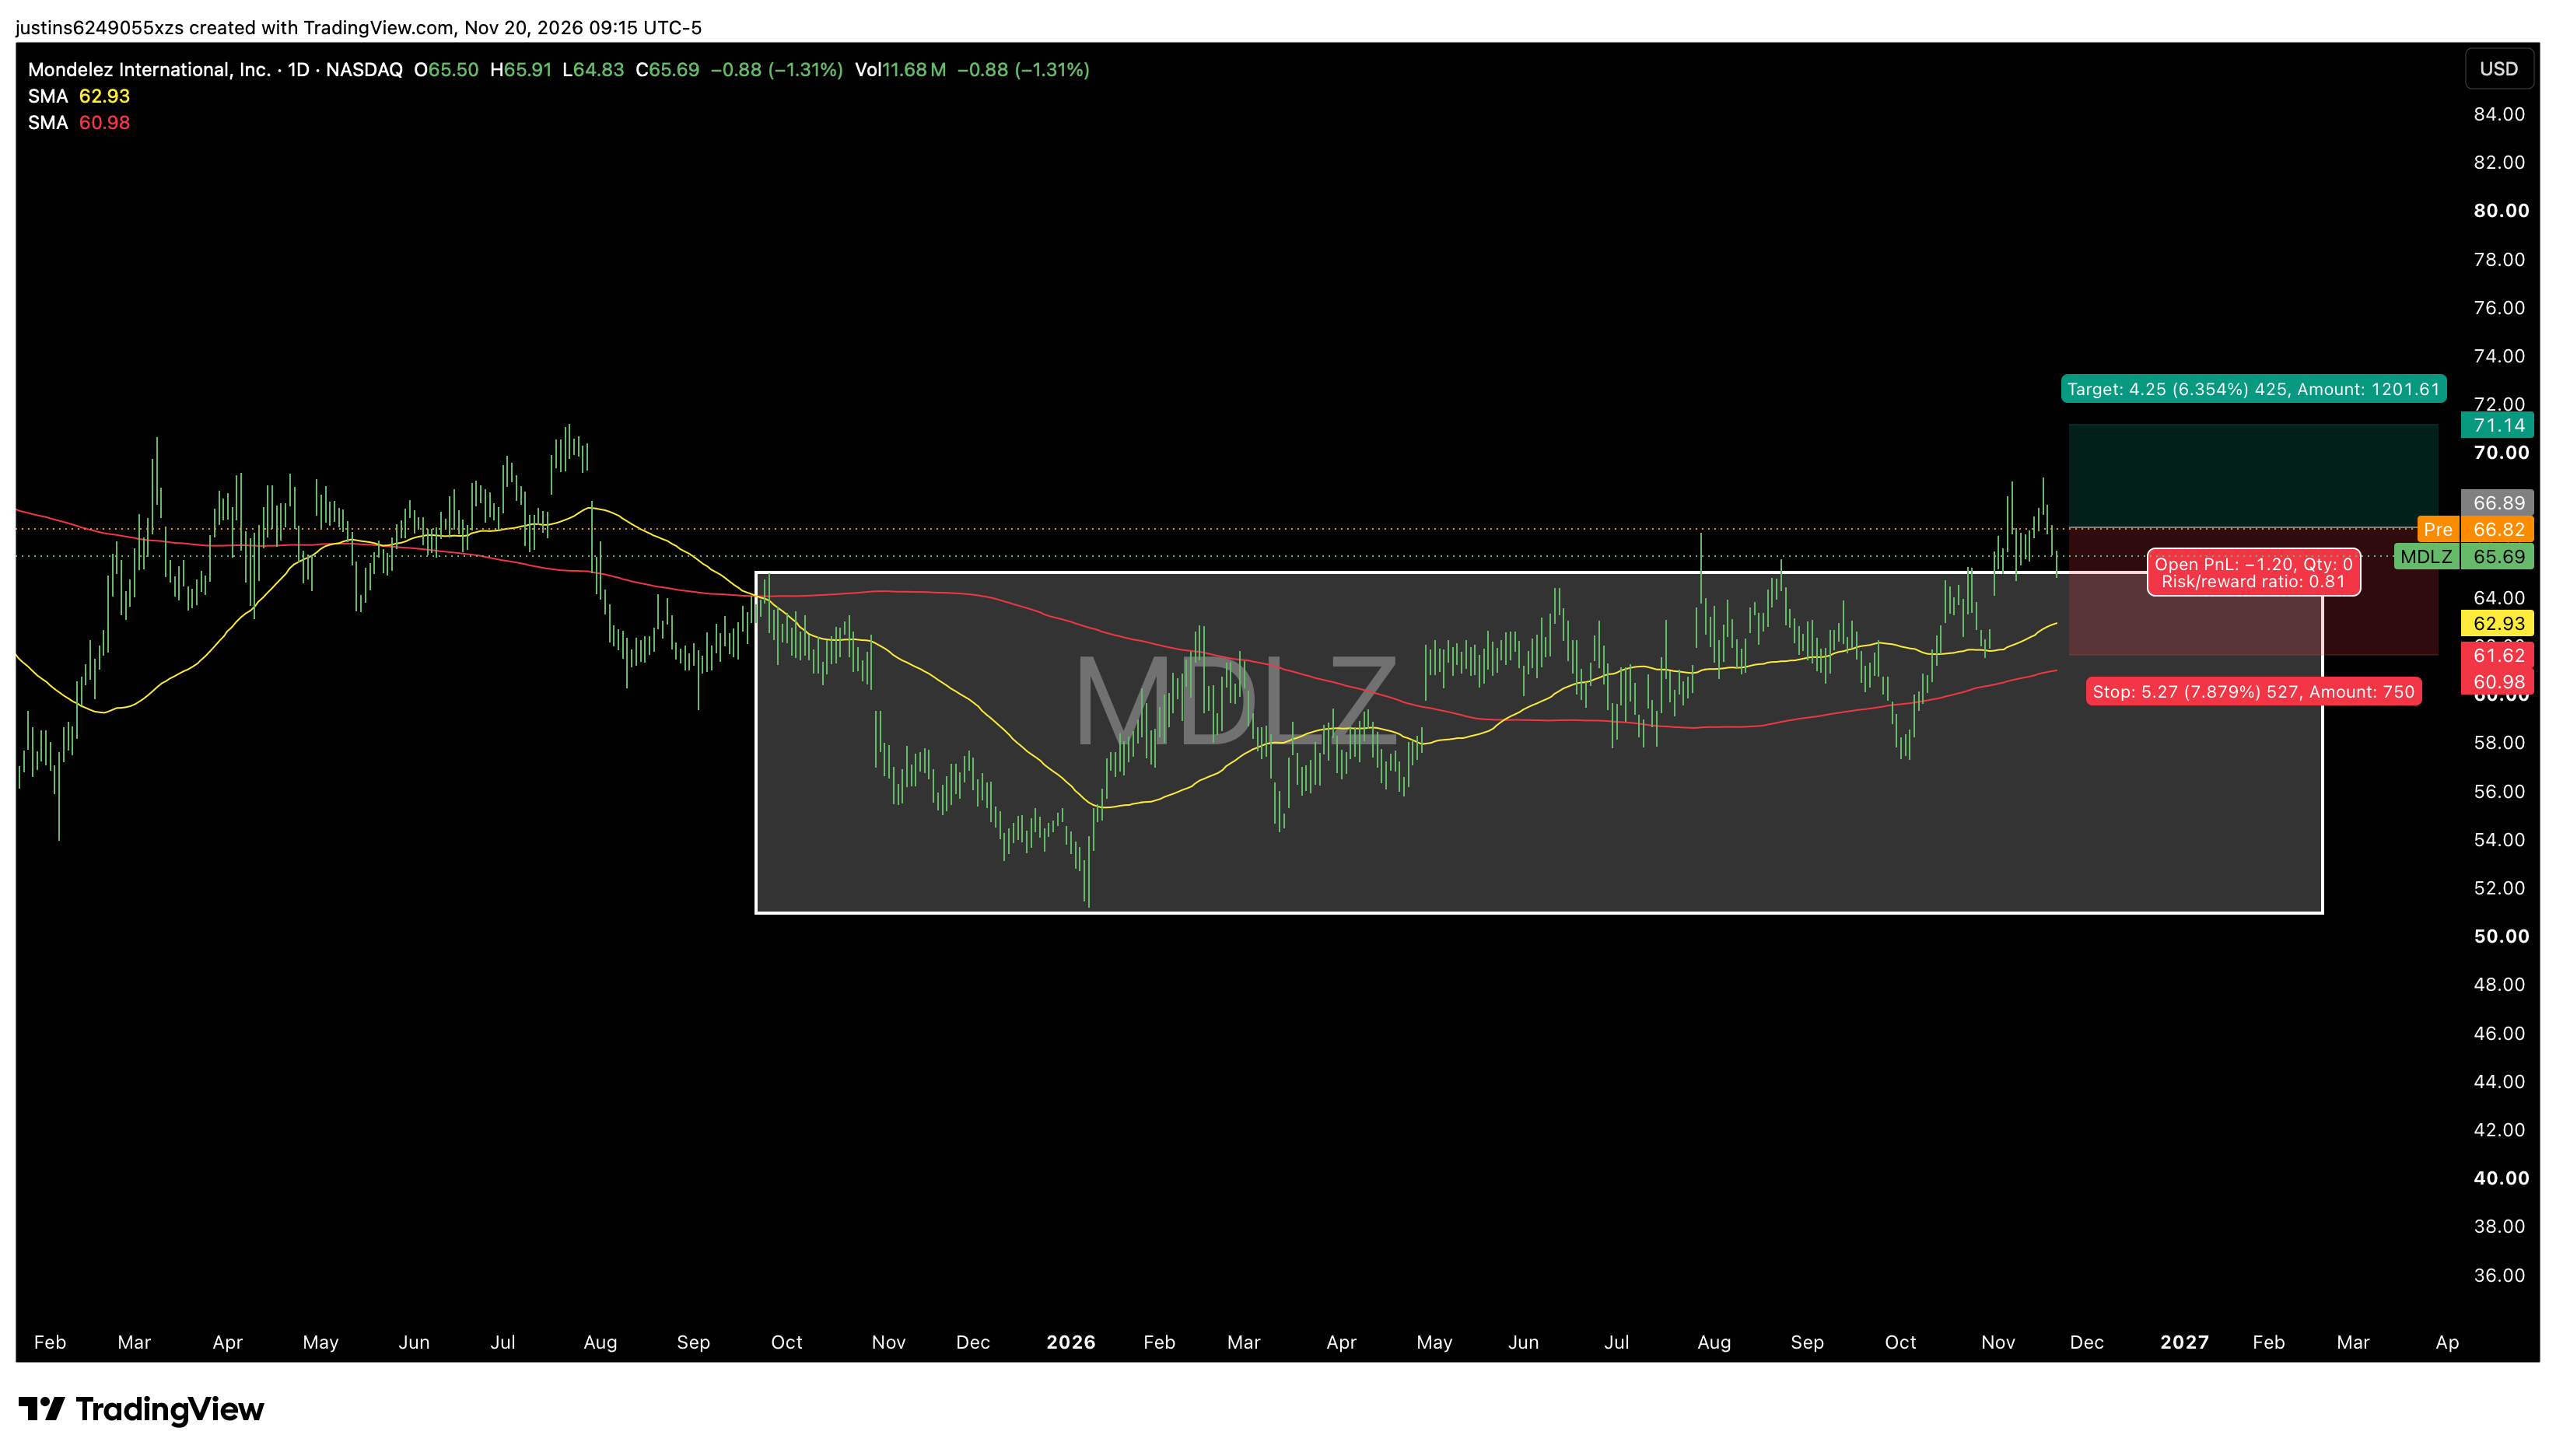 justins6249055xzs created with TradingView.com, Nov 20, 2026 09:15 UTC-5
Mondelez International, Inc. · 1D · NASDAQ O65.50 H65.91 L64.83 C65.69 −0.88 (−1.31%) Vol11.68 M −0.88 (−1.31%)
USD
SMA 62.93
SMA 60.98
84.00
82.00
80.00
78.00
76.00
74.00
Target: 4.25 (6.354%) 425, Amount: 1201.61
72.00
71.14
70.00
66.89
Pre 66.82
MDLZ 65.69
Open PnL: −1.20, Qty: 0
Risk/reward ratio: 0.81
64.00
62.93
61.62
60.98
60.00
Stop: 5.27 (7.879%) 527, Amount: 750
MDLZ
58.00
56.00
54.00
52.00
50.00
48.00
46.00
44.00
42.00
40.00
38.00
36.00
Feb Mar Apr May Jun Jul Aug Sep Oct Nov Dec 2026 Feb Mar Apr May Jun Jul Aug Sep Oct Nov Dec 2027 Feb Mar Ap
TradingView